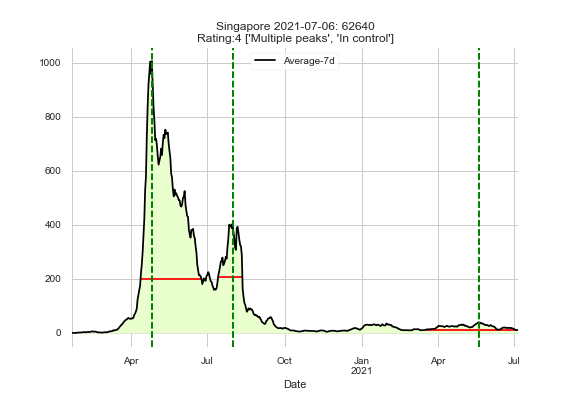 Singapore 2021-07-06: 62640
Rating:4 ['Multiple peaks', 'In control']
Average-7d
1000
800
600
400
200
0
Apr Jul Oct Jan Apr Jul
2021
Date